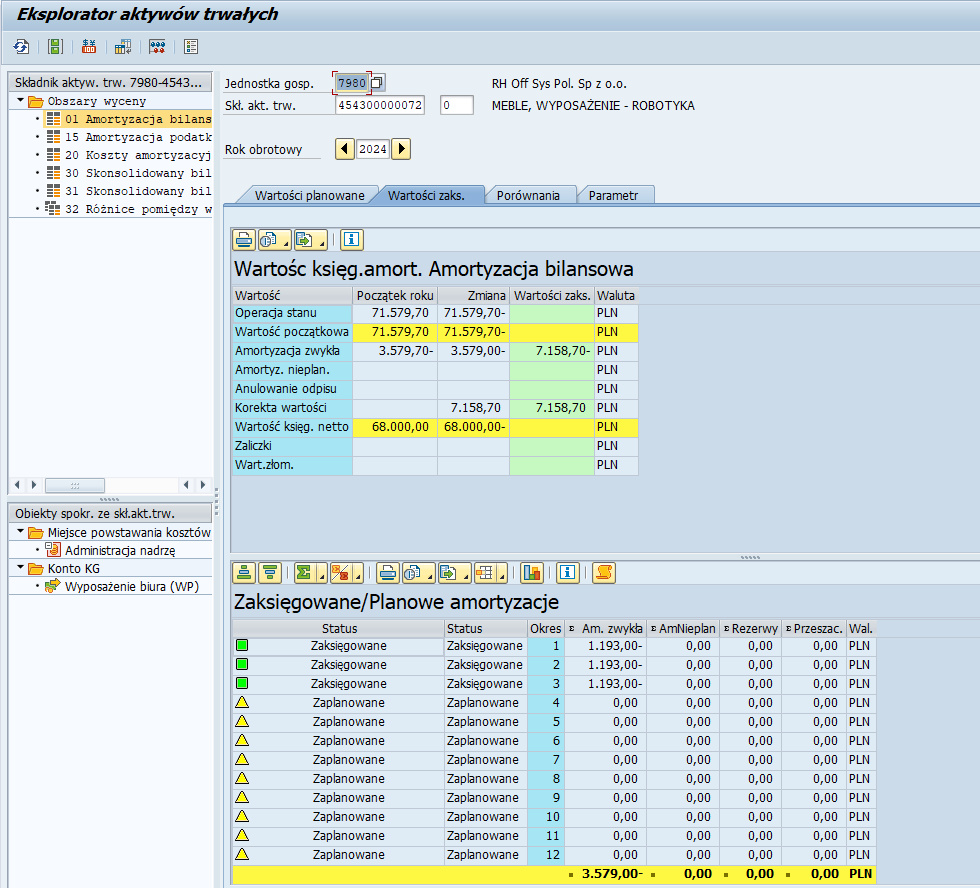 Eksplorator aktywów trwałych
Składnik aktyw. trw. 7980-4543...
Obszary wyceny
01 Amortyzacja bilans
15 Amortyzacja podatk
20 Koszty amortyzacyj
30 Skonsolidowany bil
31 Skonsolidowany bil
32 Różnice pomiędzy w
Obiekty spokr. ze skł.akt.trw.
Miejsce powstawania kosztów
Administracja nadrzę
Konto KG
Wyposażenie biura (WP)
Jednostka gosp. 7980 RH Off Sys Pol. Sp z o.o.
Skł. akt. trw. 454300000072 0 MEBLE, WYPOSAŻENIE - ROBOTYKA
Rok obrotowy 2024
Wartości planowane Wartości zaks. Porównania Parametr
Wartośc księg.amort. Amortyzacja bilansowa
Wartość Początek roku Zmiana Wartości zaks. Waluta
Operacja stanu 71.579,70 71.579,70- PLN
Wartość początkowa 71.579,70 71.579,70- PLN
Amortyzacja zwykła 3.579,70- 3.579,00- 7.158,70- PLN
Amortyz. nieplan. PLN
Anulowanie odpisu PLN
Korekta wartości 7.158,70 7.158,70 PLN
Wartość księg. netto 68.000,00 68.000,00- PLN
Zaliczki PLN
Wart.złom. PLN
Zaksięgowane/Planowe amortyzacje
Status Status Okres Σ Am. zwykła Σ AmNieplan Σ Rezerwy Σ Przeszac. Wal.
Zaksięgowane Zaksięgowane 1 1.193,00- 0,00 0,00 0,00 PLN
Zaksięgowane Zaksięgowane 2 1.193,00- 0,00 0,00 0,00 PLN
Zaksięgowane Zaksięgowane 3 1.193,00- 0,00 0,00 0,00 PLN
Zaplanowane Zaplanowane 4 0,00 0,00 0,00 0,00 PLN
Zaplanowane Zaplanowane 5 0,00 0,00 0,00 0,00 PLN
Zaplanowane Zaplanowane 6 0,00 0,00 0,00 0,00 PLN
Zaplanowane Zaplanowane 7 0,00 0,00 0,00 0,00 PLN
Zaplanowane Zaplanowane 8 0,00 0,00 0,00 0,00 PLN
Zaplanowane Zaplanowane 9 0,00 0,00 0,00 0,00 PLN
Zaplanowane Zaplanowane 10 0,00 0,00 0,00 0,00 PLN
Zaplanowane Zaplanowane 11 0,00 0,00 0,00 0,00 PLN
Zaplanowane Zaplanowane 12 0,00 0,00 0,00 0,00 PLN
3.579,00- 0,00 0,00 0,00 PLN